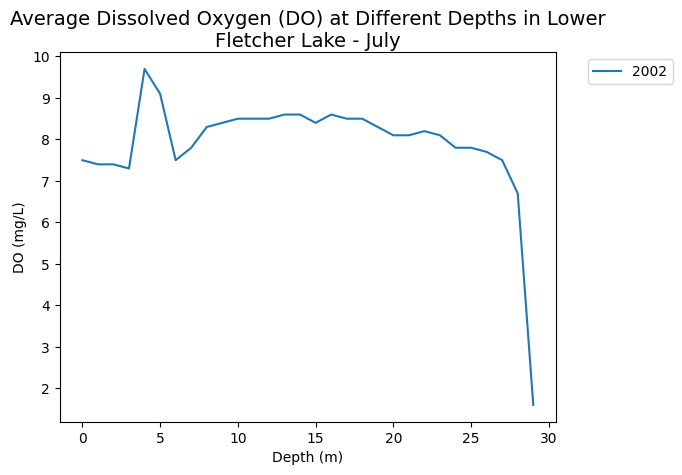 Average Dissolved Oxygen (DO) at Different Depths in Lower
Fletcher Lake - July
2002
10
9
8
7
6
5
4
3
2
DO (mg/L)
0 5 10 15 20 25 30
Depth (m)